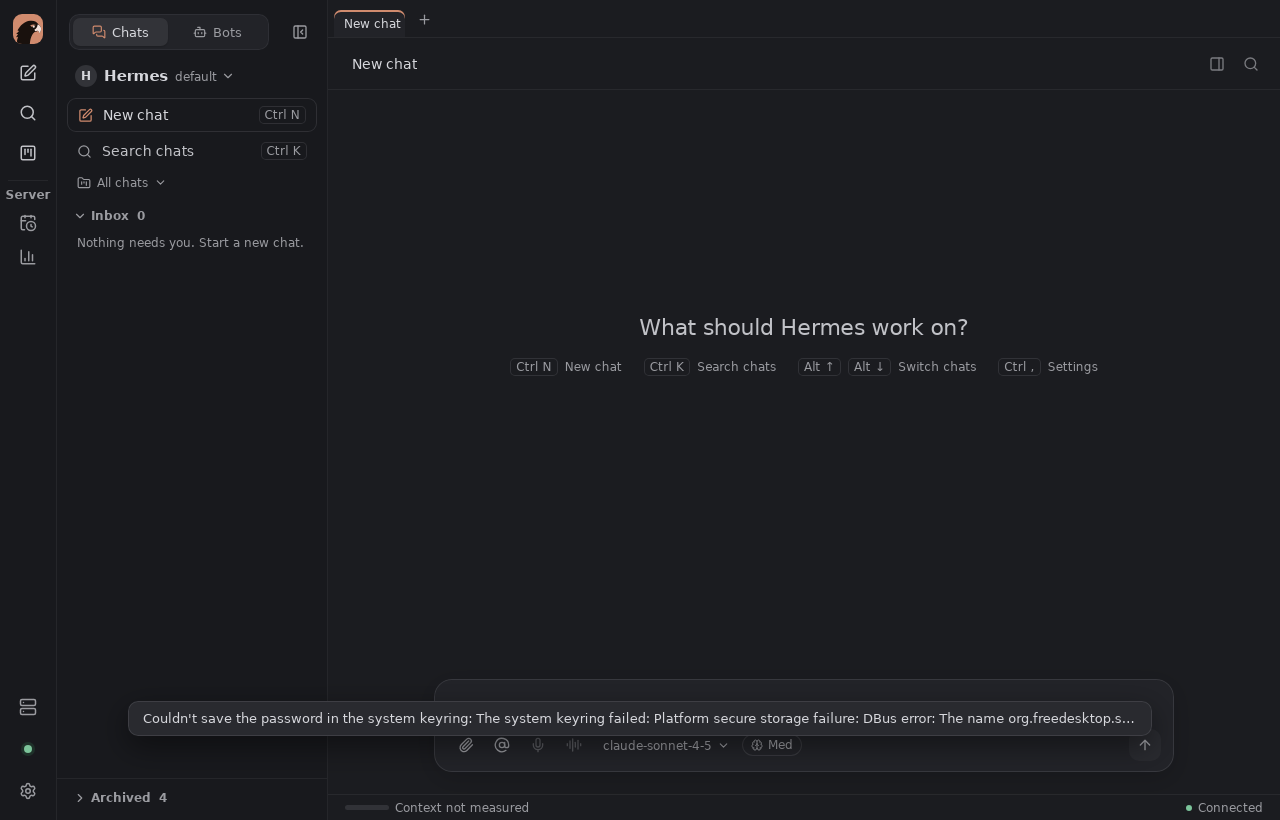 Chats
Bots
New chat
H Hermes default
New chat Ctrl N
Search chats Ctrl K
All chats
Server
Inbox 0
Nothing needs you. Start a new chat.
New chat
What should Hermes work on?
Ctrl N New chat Ctrl K Search chats Alt ↑ Alt ↓ Switch chats Ctrl , Settings
Couldn't save the password in the system keyring: The system keyring failed: Platform secure storage failure: DBus error: The name org.freedesktop.s…
claude-sonnet-4-5 Med
Archived 4
Context not measured
Connected